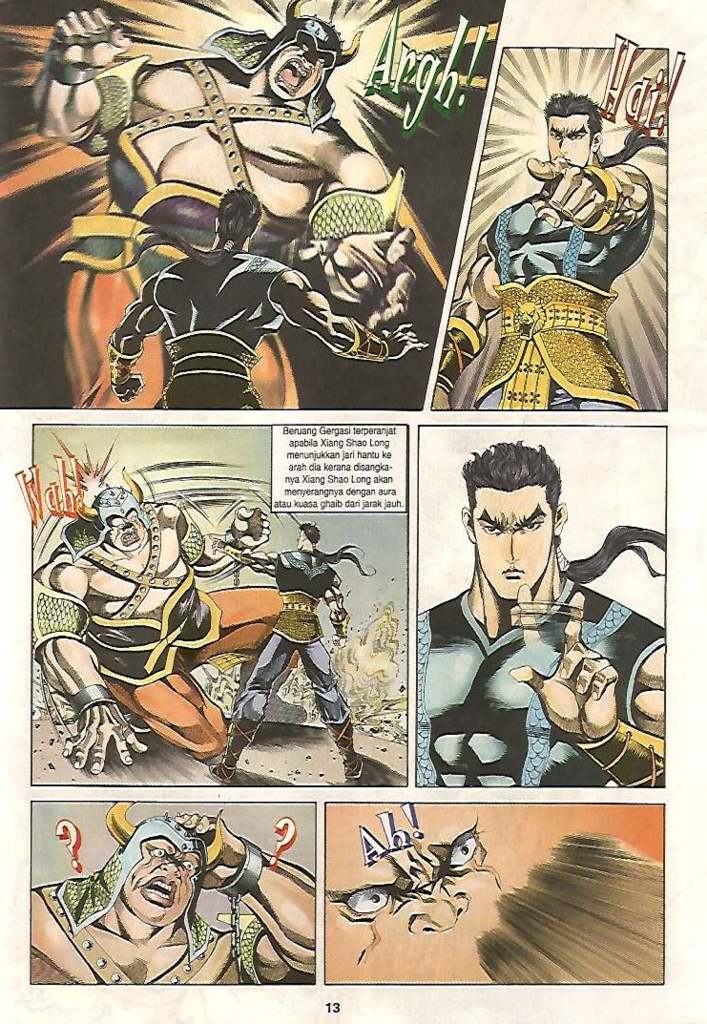 Argh!
Hai!
Wah!
Beruang Gergasi terperanjat
apabila Xiang Shao Long
menunjukkan jari hantu ke
arah dia kerana disangka-
nya Xiang Shao Long akan
menyerangnya dengan aura
atau kuasa ghaib dari jarak jauh.
?
?
Ah!
13